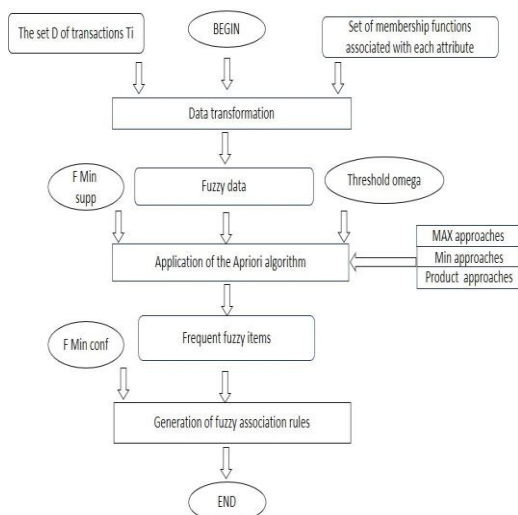 The set D of transactions Ti
BEGIN
Set of membership functions
associated with each attribute
Data transformation
F Min
supp
Fuzzy data
Threshold omega
Application of the Apriori algorithm
MAX approaches
Min approaches
Product approaches
F Min conf
Frequent fuzzy items
Generation of fuzzy association rules
END